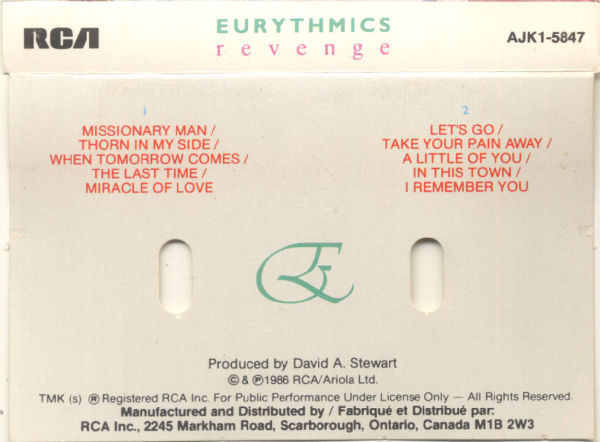 RCA
EURYTHMICS
revenge
AJK1-5847
1
MISSIONARY MAN /
THORN IN MY SIDE /
WHEN TOMORROW COMES /
THE LAST TIME /
MIRACLE OF LOVE
2
LET'S GO /
TAKE YOUR PAIN AWAY /
A LITTLE OF YOU /
IN THIS TOWN /
I REMEMBER YOU
E
Produced by David A. Stewart
© & ℗1986 RCA/Ariola Ltd.
TMK (s) ® Registered RCA Inc. For Public Performance Under License Only — All Rights Reserved.
Manufactured and Distributed by / Fabriqué et Distribué par:
RCA Inc., 2245 Markham Road, Scarborough, Ontario, Canada M1B 2W3